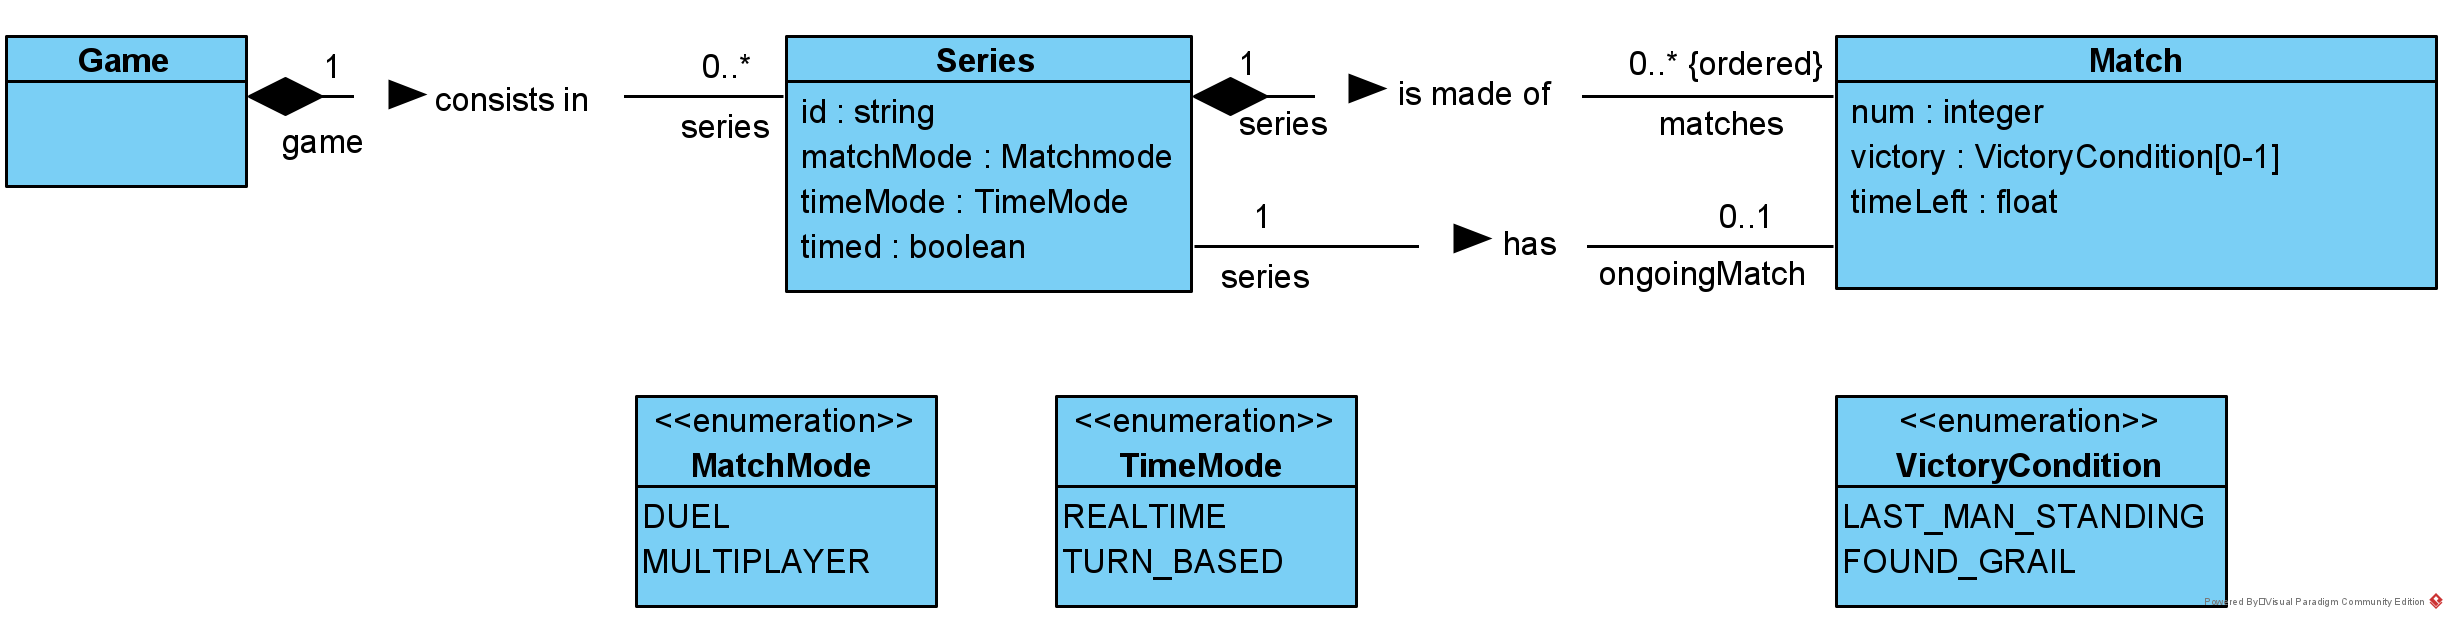 Game
1
consists in
0..*
game
series
Series
id : string
matchMode : Matchmode
timeMode : TimeMode
timed : boolean
1
is made of
0..* {ordered}
series
matches
1
has
0..1
series
ongoingMatch
Match
num : integer
victory : VictoryCondition[0-1]
timeLeft : float
<<enumeration>>
MatchMode
DUEL
MULTIPLAYER
<<enumeration>>
TimeMode
REALTIME
TURN_BASED
<<enumeration>>
VictoryCondition
LAST_MAN_STANDING
FOUND_GRAIL
Powered By□Visual Paradigm Community Edition